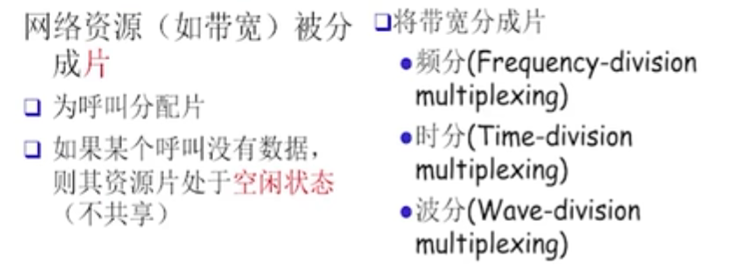 网络资源（如带宽）被分
成片
为呼叫分配片
如果某个呼叫没有数据，
则其资源片处于空闲状态
（不共享）
将带宽分成片
频分(Frequency-division
multiplexing)
时分(Time-division
multiplexing)
波分(Wave-division
multiplexing)